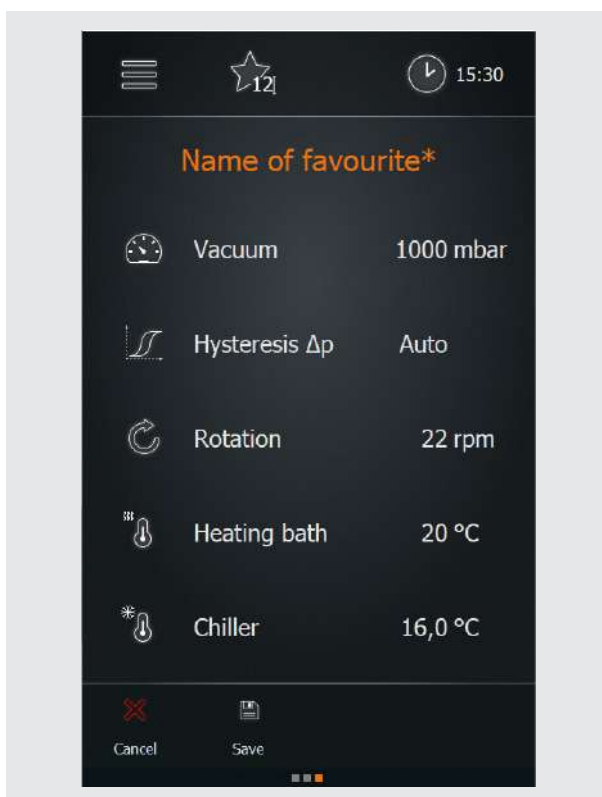 12 15:30
Name of favourite*
Vacuum 1000 mbar
Hysteresis Δp Auto
Rotation 22 rpm
Heating bath 20 °C
Chiller 16,0 °C
Cancel Save